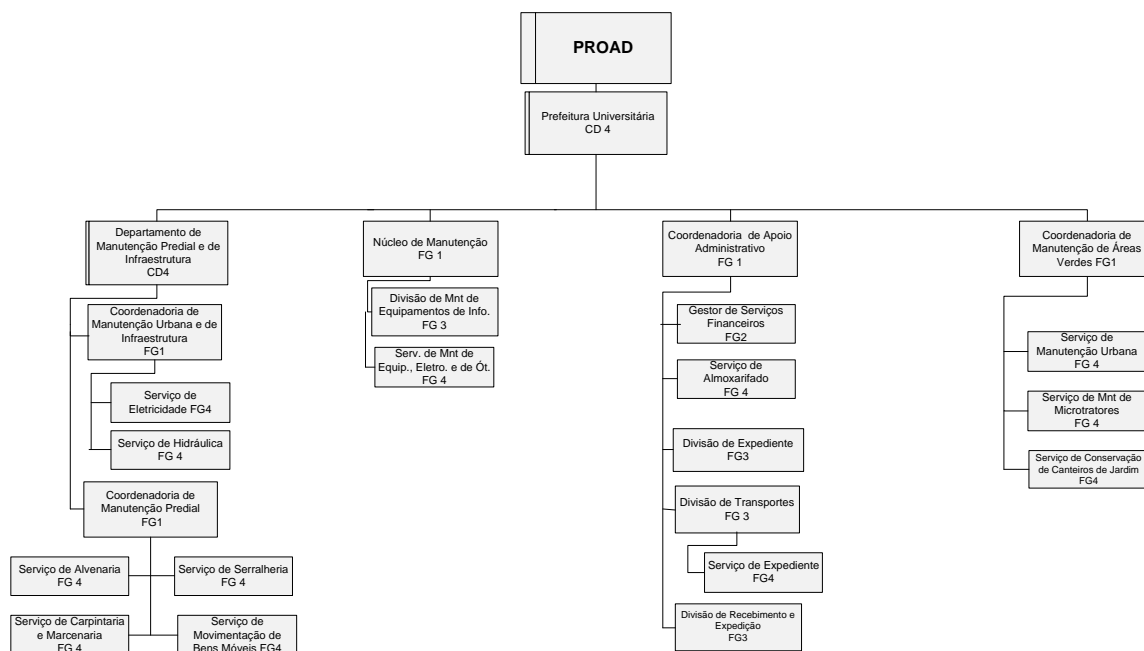 PROAD
Prefeitura Universitária
CD 4
Departamento de
Manutenção Predial e de
Infraestrutura
CD4
Coordenadoria de
Manutenção Urbana e de
Infraestrutura
FG1
Serviço de
Eletricidade FG4
Serviço de Hidráulica
FG 4
Coordenadoria de
Manutenção Predial
FG1
Serviço de Alvenaria
FG 4
Serviço de Serralheria
FG 4
Serviço de Carpintaria
e Marcenaria
FG 4
Serviço de
Movimentação de
Bens Móveis FG4
Núcleo de Manutenção
FG 1
Divisão de Mnt de
Equipamentos de Info.
FG 3
Serv. de Mnt de
Equip., Eletro. e de Ót.
FG 4
Coordenadoria de Apoio
Administrativo
FG 1
Gestor de Serviços
Financeiros
FG2
Serviço de
Almoxarifado
FG 4
Divisão de Expediente
FG3
Divisão de Transportes
FG 3
Serviço de Expediente
FG4
Divisão de Recebimento e
Expedição
FG3
Coordenadoria de
Manutenção de Áreas
Verdes FG1
Serviço de
Manutenção Urbana
FG 4
Serviço de Mnt de
Microtratores
FG 4
Serviço de Conservação
de Canteiros de Jardim
FG4